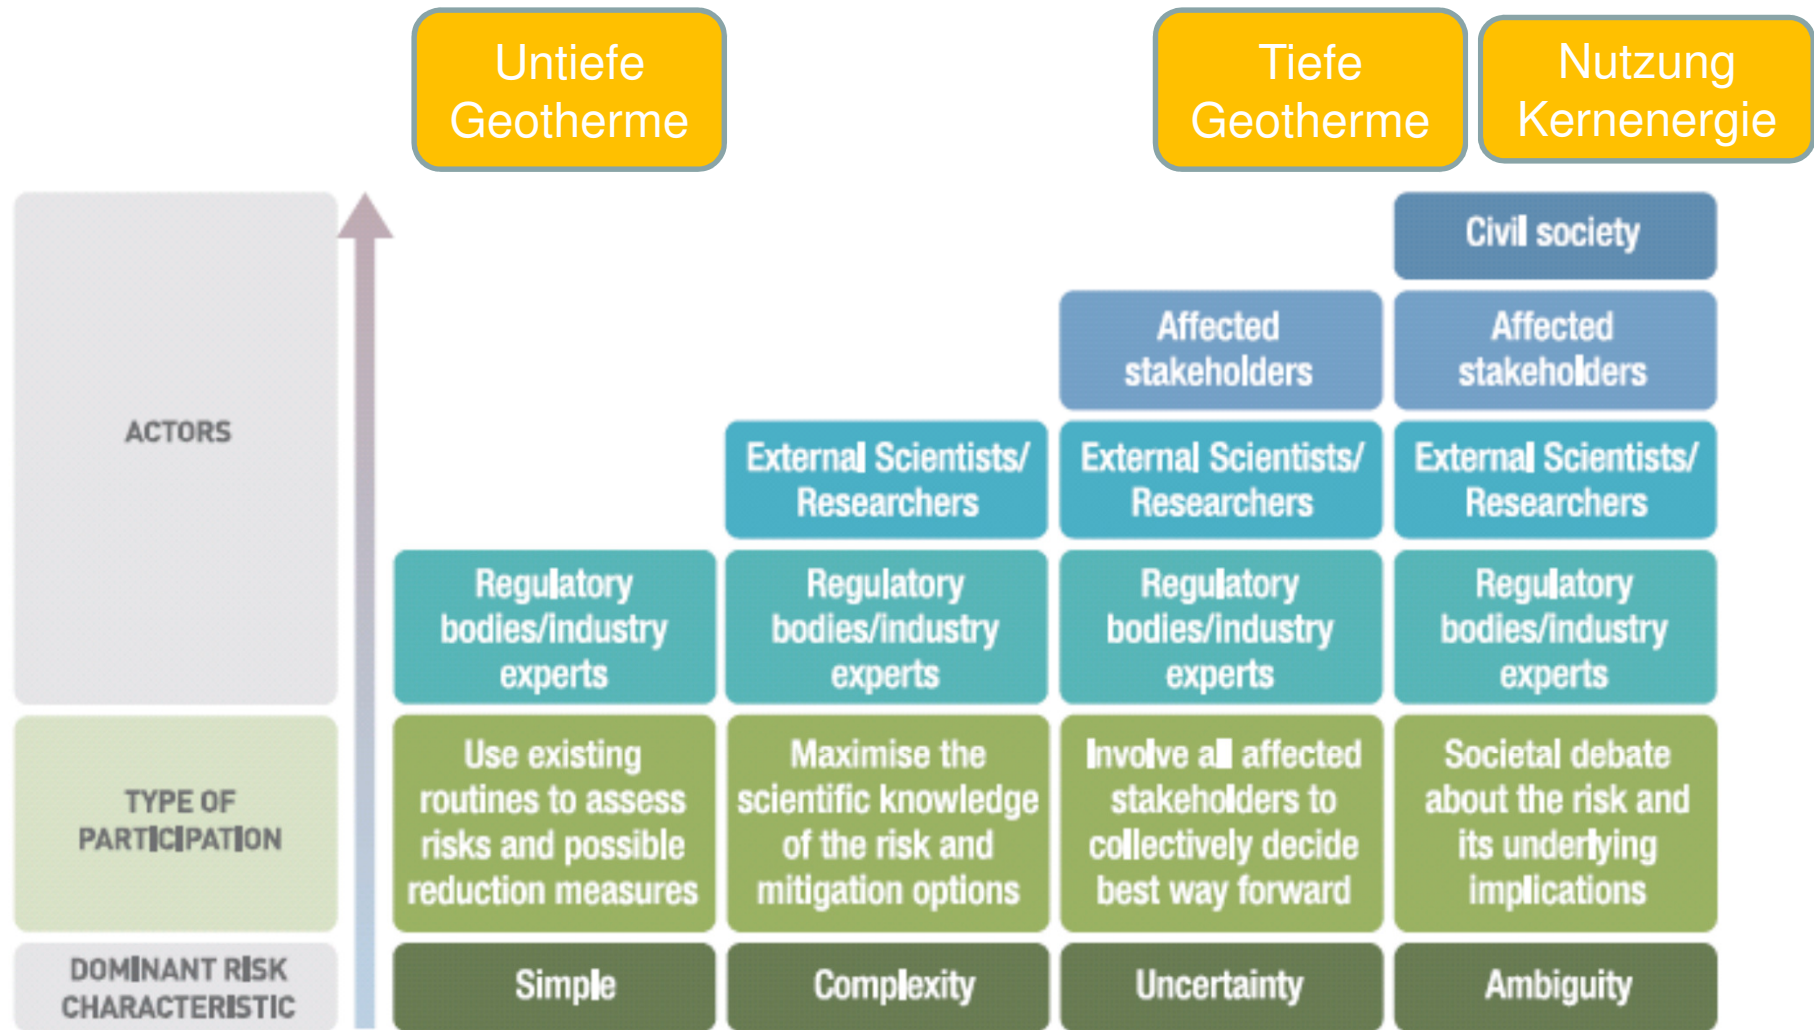 Untiefe
Geotherme
Tiefe
Geotherme
Nutzung
Kernenergie
ACTORS
Civil society
Affected
stakeholders
Affected
stakeholders
External Scientists/
Researchers
External Scientists/
Researchers
External Scientists/
Researchers
Regulatory
bodies/industry
experts
Regulatory
bodies/industry
experts
Regulatory
bodies/industry
experts
Regulatory
bodies/industry
experts
TYPE OF
PARTICIPATION
Use existing
routines to assess
risks and possible
reduction measures
Maximise the
scientific knowledge
of the risk and
mitigation options
Involve all affected
stakeholders to
collectively decide
best way forward
Societal debate
about the risk and
its underlying
implications
DOMINANT RISK
CHARACTERISTIC
Simple
Complexity
Uncertainty
Ambiguity